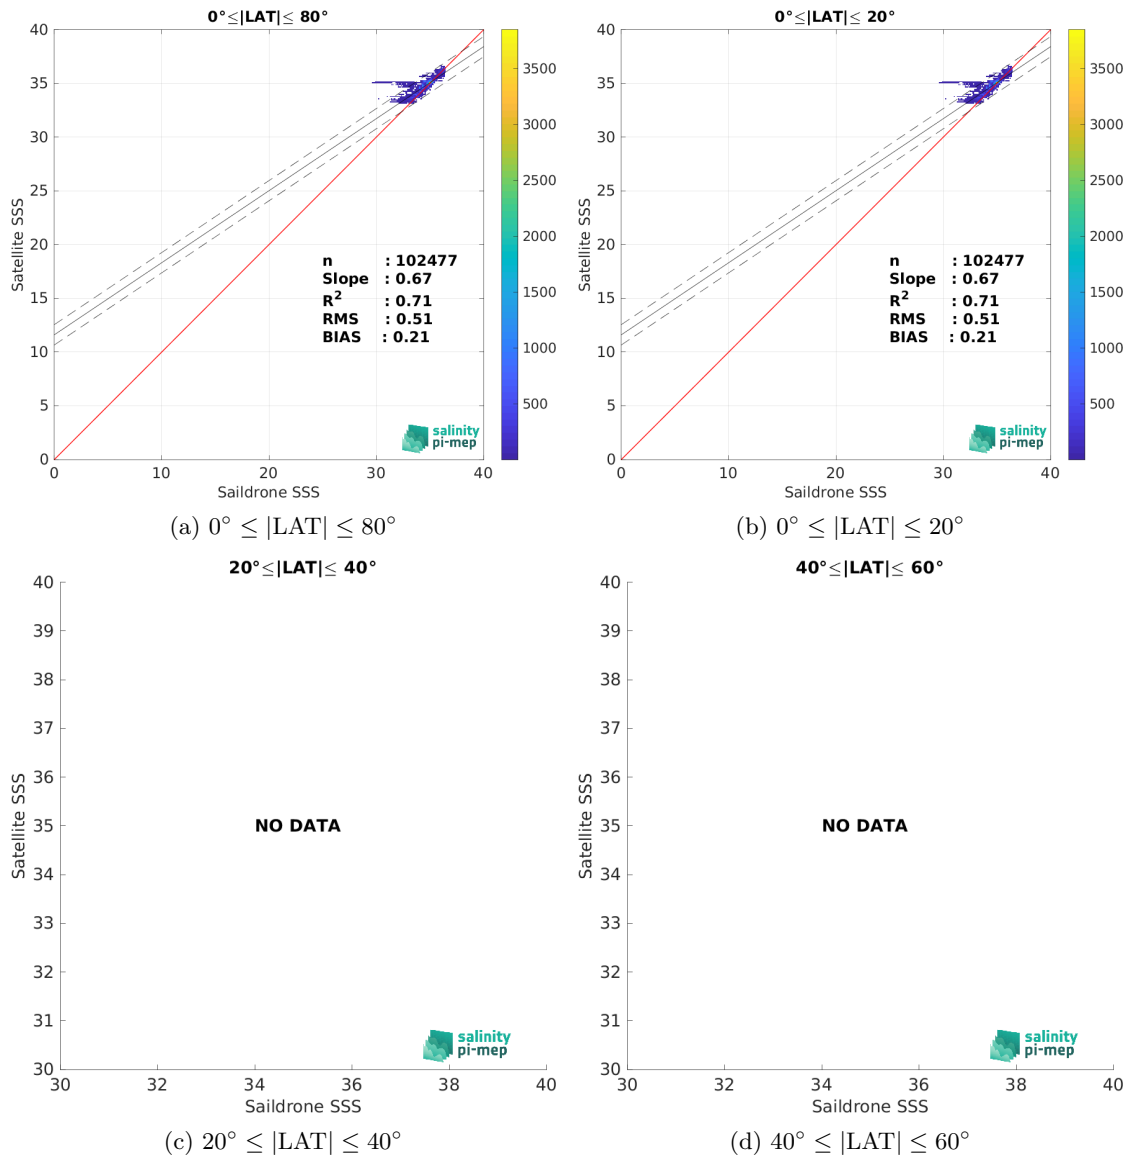 0°≤|LAT|≤ 80°
40
35
30
25
20
15
10
5
0
Satellite SSS
n : 102477
Slope : 0.67
R² : 0.71
RMS : 0.51
BIAS : 0.21
salinity
pi-mep
0 10 20 30 40
Saildrone SSS
3500
3000
2500
2000
1500
1000
500
(a) 0° ≤ |LAT| ≤ 80°
0°≤|LAT|≤ 20°
40
35
30
25
20
15
10
5
0
Satellite SSS
n : 102477
Slope : 0.67
R² : 0.71
RMS : 0.51
BIAS : 0.21
salinity
pi-mep
0 10 20 30 40
Saildrone SSS
3500
3000
2500
2000
1500
1000
500
(b) 0° ≤ |LAT| ≤ 20°
20°≤|LAT|≤ 40°
40
39
38
37
36
35
34
33
32
31
30
Satellite SSS
NO DATA
salinity
pi-mep
30 32 34 36 38 40
Saildrone SSS
(c) 20° ≤ |LAT| ≤ 40°
40°≤|LAT|≤ 60°
40
39
38
37
36
35
34
33
32
31
30
Satellite SSS
NO DATA
salinity
pi-mep
30 32 34 36 38 40
Saildrone SSS
(d) 40° ≤ |LAT| ≤ 60°